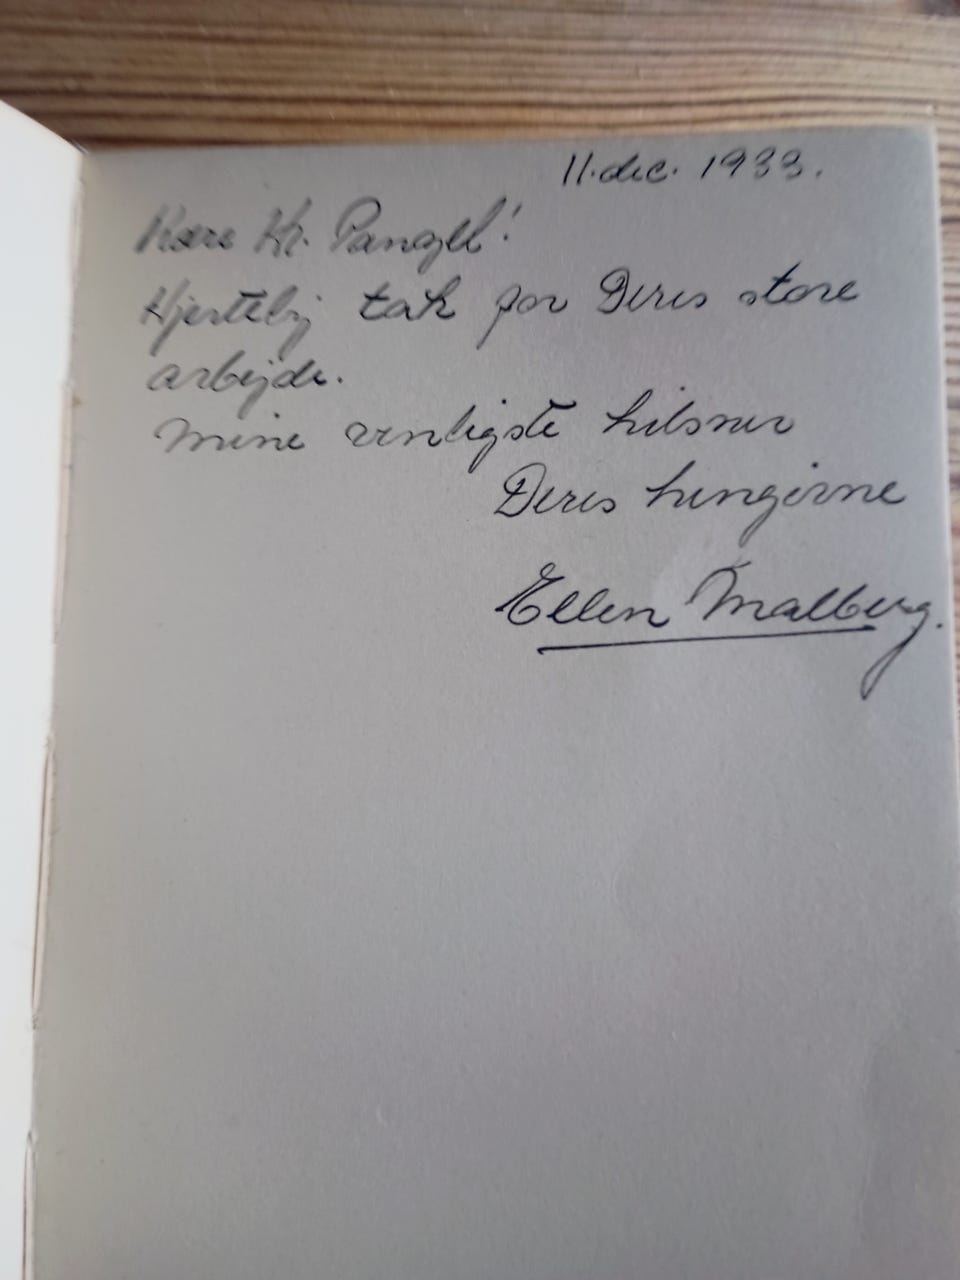 11. dec. 1933.
Kære Hr. Pangel!
Hjertelig tak for Deres store
arbejde.
Mine venligste hilsner
Deres hengivne
Ellen Malberg.